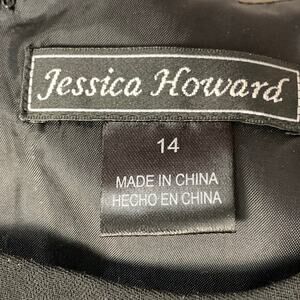 Jessica Howard
14
MADE IN CHINA
HECHO EN CHINA